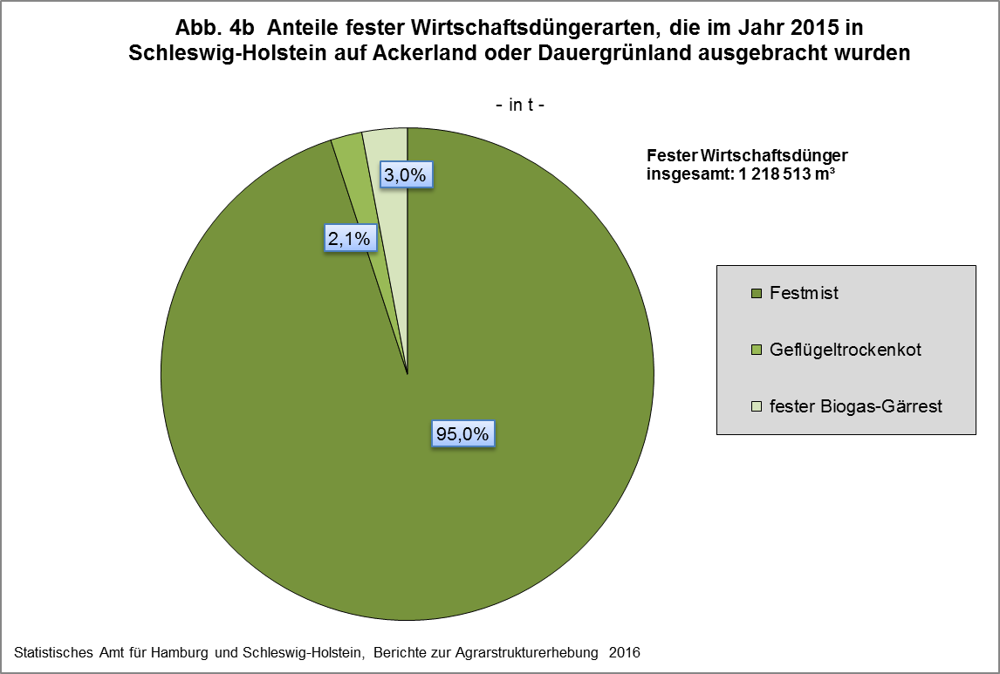 Abb. 4b Anteile fester Wirtschaftsdüngerarten, die im Jahr 2015 in
Schleswig-Holstein auf Ackerland oder Dauergrünland ausgebracht wurden
- in t -
Fester Wirtschaftsdünger
insgesamt: 1 218 513 m³
3,0%
2,1%
95,0%
Festmist
Geflügeltrockenkot
fester Biogas-Gärrest
Statistisches Amt für Hamburg und Schleswig-Holstein, Berichte zur Agrarstrukturerhebung 2016